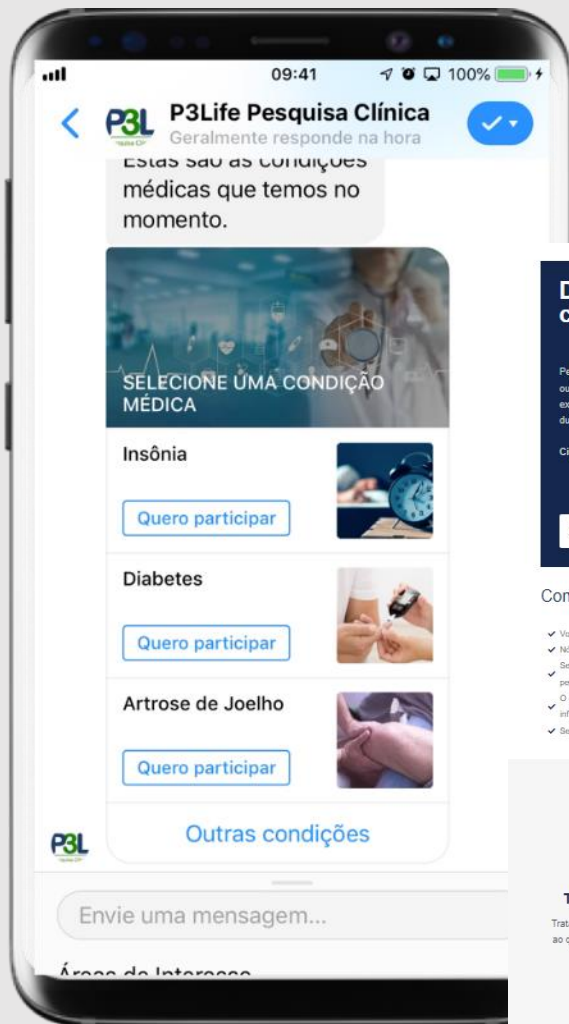 09:41
100%
P3L
P3Life Pesquisa Clínica
Geralmente responde na hora
Estas são as condições
médicas que temos no
momento.
SELECIONE UMA CONDIÇÃO
MÉDICA
Insônia
Quero participar
Diabetes
Quero participar
Artrose de Joelho
Quero participar
Outras condições
P3L
Envie uma mensagem...
Áreas de Interesse